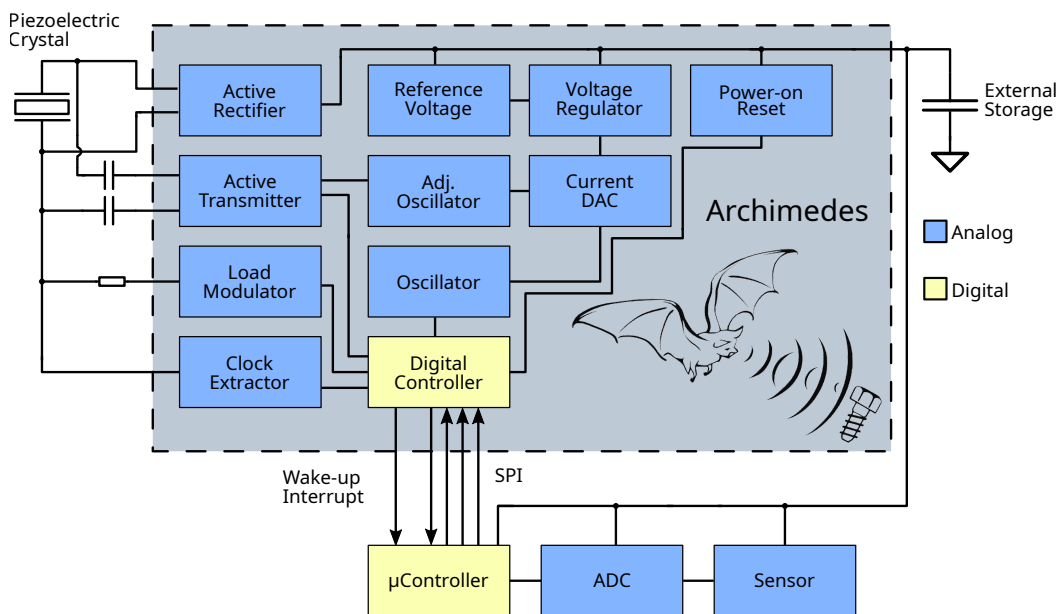 Piezoelectric
Crystal
Active
Rectifier
Reference
Voltage
Voltage
Regulator
Power-on
Reset
External
Storage
Active
Transmitter
Adj.
Oscillator
Current
DAC
Archimedes
Analog
Digital
Load
Modulator
Oscillator
Clock
Extractor
Digital
Controller
Wake-up
Interrupt
SPI
µController
ADC
Sensor